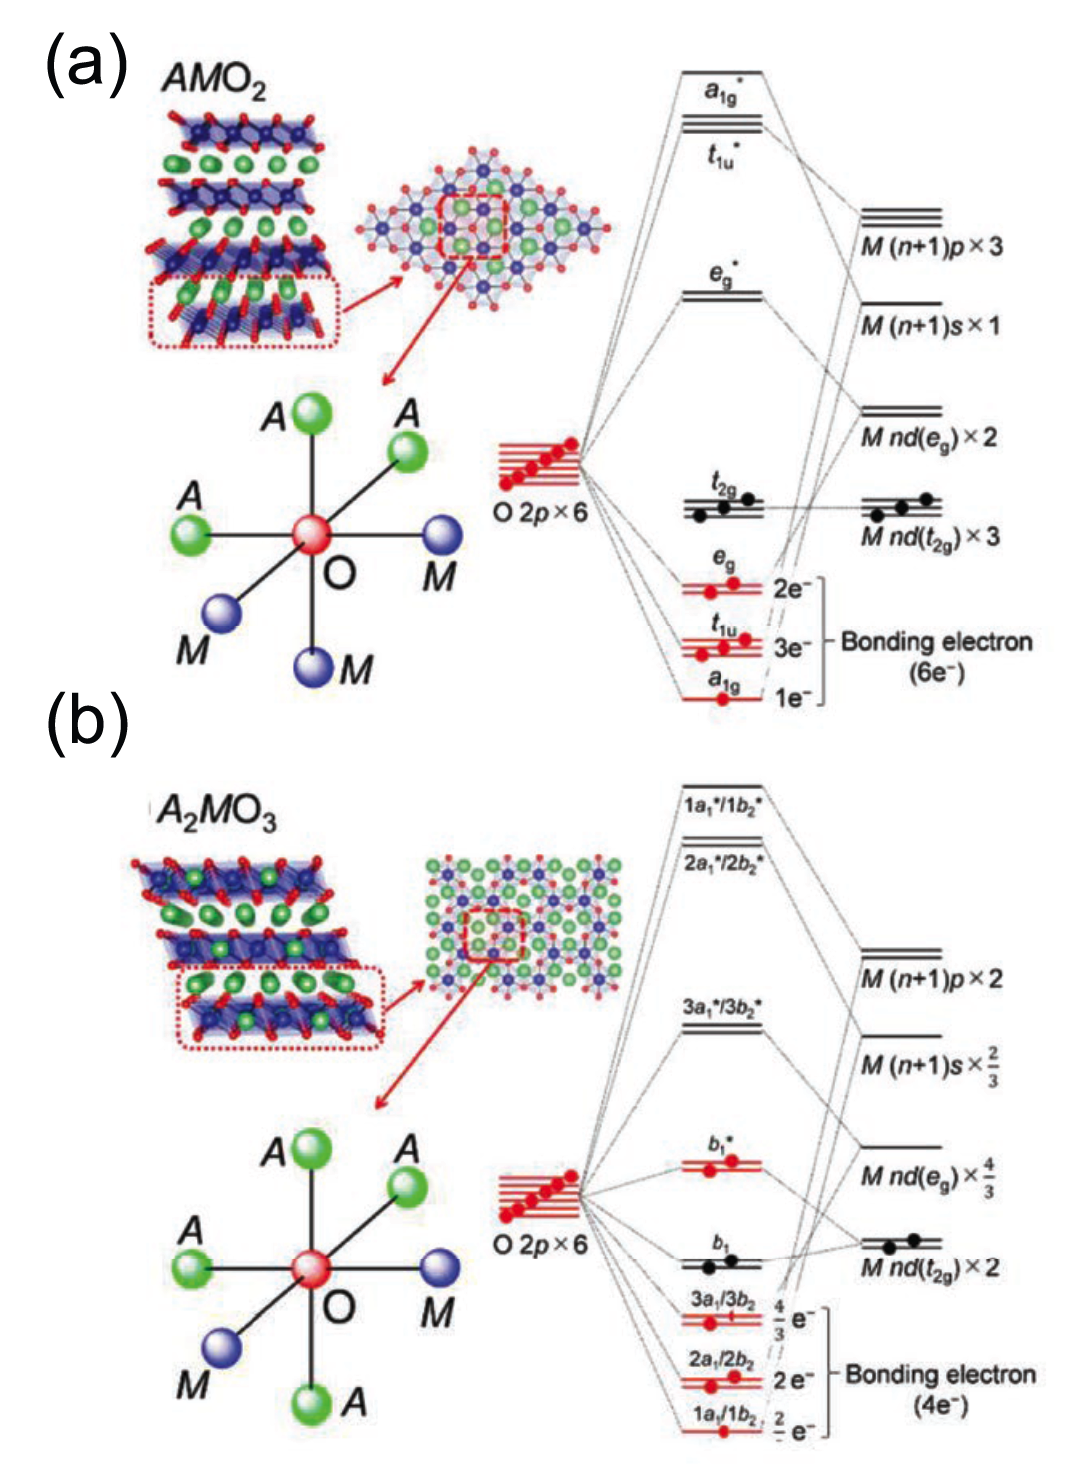 (a)
AMO₂
a₁g*
t₁u*
M (n+1)p×3
eg*
M (n+1)s×1
A
A
M nd(eg)×2
A
t₂g
O 2p×6
M nd(t₂g)×3
O
M
eg
2e⁻
M
t₁u
3e⁻
Bonding electron
(6e⁻)
M
a₁g
1e⁻
(b)
A₂MO₃
1a₁*/1b₂*
2a₁*/2b₂*
M (n+1)p×2
3a₁*/3b₂*
M (n+1)s×2/3
A
A
b₁*
M nd(eg)×4/3
A
O 2p×6
b₁
M nd(t₂g)×2
O
M
3a₁/3b₂
4/3 e⁻
M
2a₁/2b₂
2e⁻
Bonding electron
(4e⁻)
A
1a₁/1b₂
e⁻